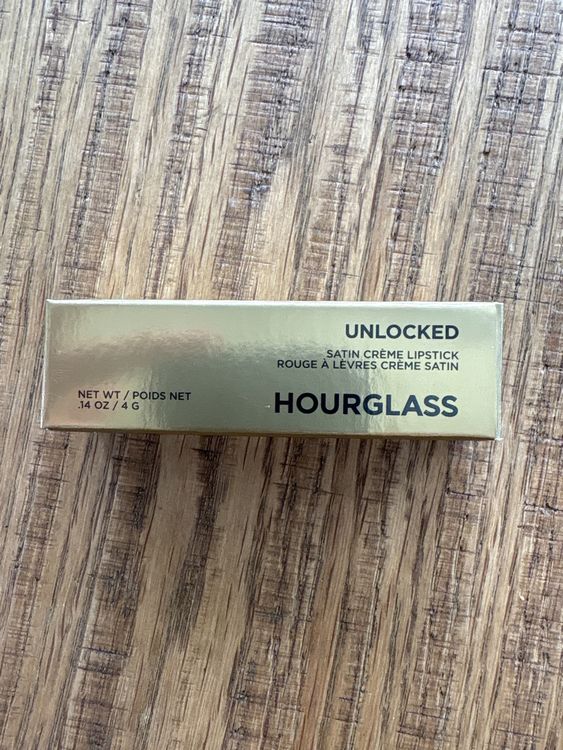 UNLOCKED
SATIN CRÈME LIPSTICK
ROUGE À LÈVRES CRÈME SATIN
NET WT / POIDS NET
.14 OZ / 4 G
HOURGLASS